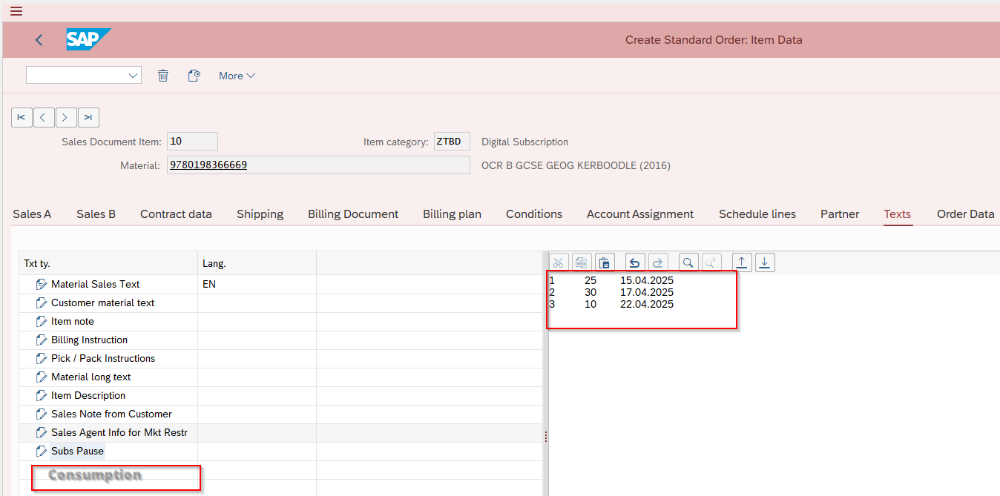 SAP
Create Standard Order: Item Data
More
Sales Document Item: 10 Item category: ZTBD Digital Subscription
Material: 9780198366669 OCR B GCSE GEOG KERBOODLE (2016)
Sales A Sales B Contract data Shipping Billing Document Billing plan Conditions Account Assignment Schedule lines Partner Texts Order Data
Txt ty. Lang.
Material Sales Text EN
Customer material text
Item note
Billing Instruction
Pick / Pack Instructions
Material long text
Item Description
Sales Note from Customer
Sales Agent Info for Mkt Restr
Subs Pause
Consumption
1 25 15.04.2025
2 30 17.04.2025
3 10 22.04.2025